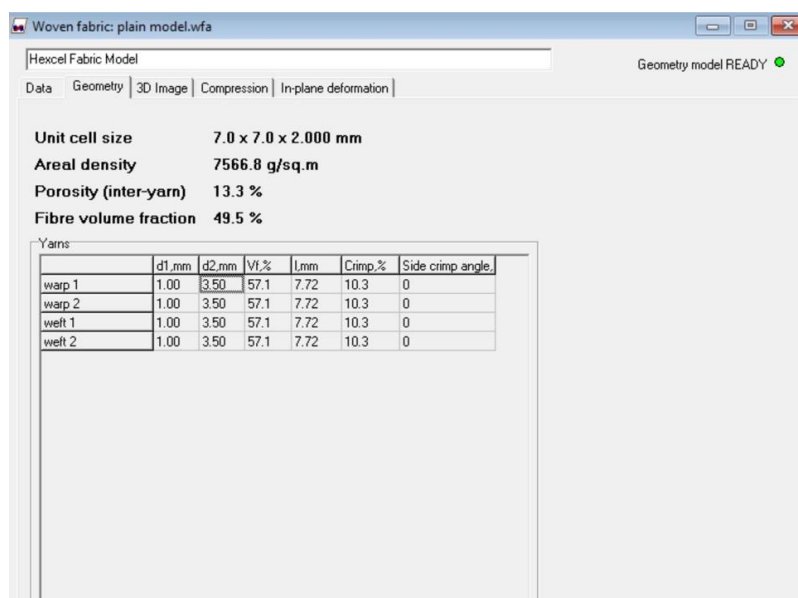 Woven fabric: plain model.wfa
Hexcel Fabric Model
Geometry model READY
Data Geometry 3D Image Compression In-plane deformation
Unit cell size 7.0 x 7.0 x 2.000 mm
Areal density 7566.8 g/sq.m
Porosity (inter-yarn) 13.3 %
Fibre volume fraction 49.5 %
Yarns
d1,mm d2,mm Vf,% l,mm Crimp,% Side crimp angle,
warp 1 1.00 3.50 57.1 7.72 10.3 0
warp 2 1.00 3.50 57.1 7.72 10.3 0
weft 1 1.00 3.50 57.1 7.72 10.3 0
weft 2 1.00 3.50 57.1 7.72 10.3 0